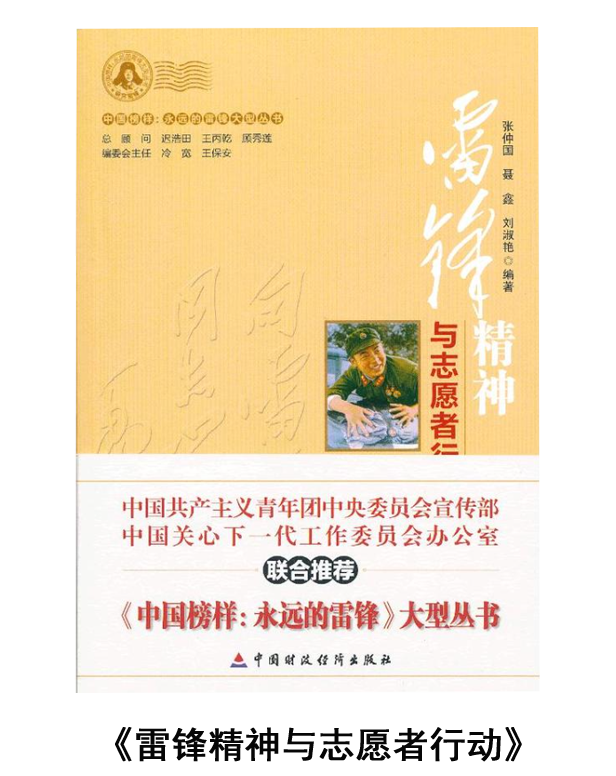 中国榜样：永远的雷锋大型丛书
总 顾 问 迟浩田 王丙乾 顾秀莲
编委会主任 冷 宽 王保安
张仲国 聂 鑫 刘淑艳◎编著
雷锋
精神
与志愿者行
中国共产主义青年团中央委员会宣传部
中国关心下一代工作委员会办公室
联合推荐
《中国榜样：永远的雷锋》大型丛书
中国财政经济出版社
《雷锋精神与志愿者行动》